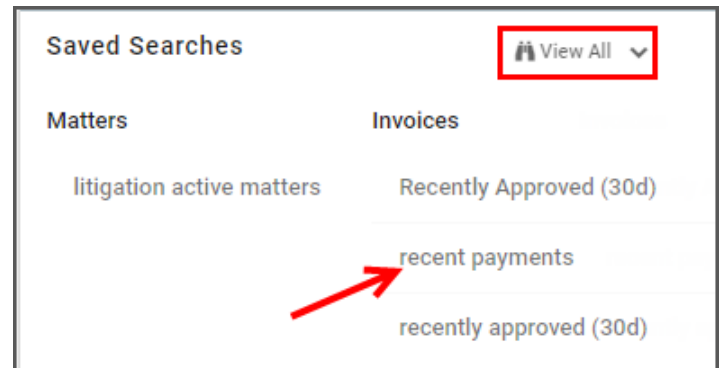 Saved Searches
View All
Matters
Invoices
litigation active matters
Recently Approved (30d)
recent payments
recently approved (30d)